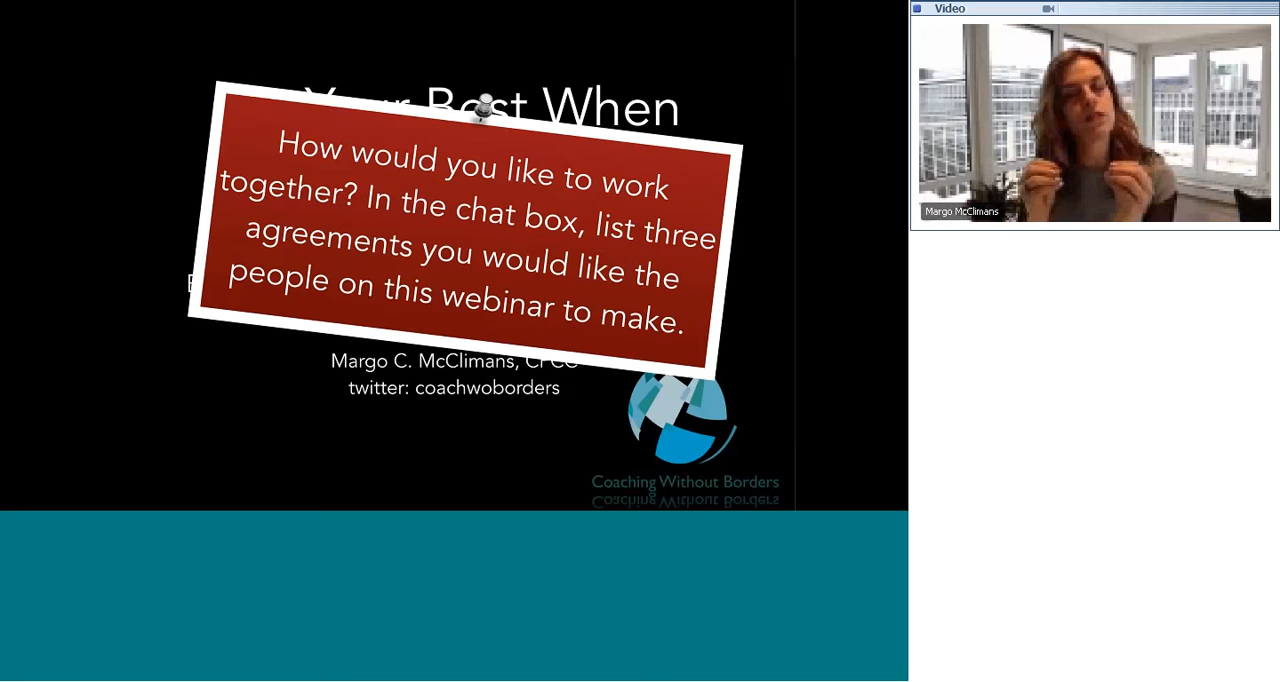 Your Best When
How would you like to work
together? In the chat box, list three
agreements you would like the
people on this webinar to make.
Margo C. McClimans,
twitter: coachwoborders
Coaching Without Borders
Video
Margo McClimans